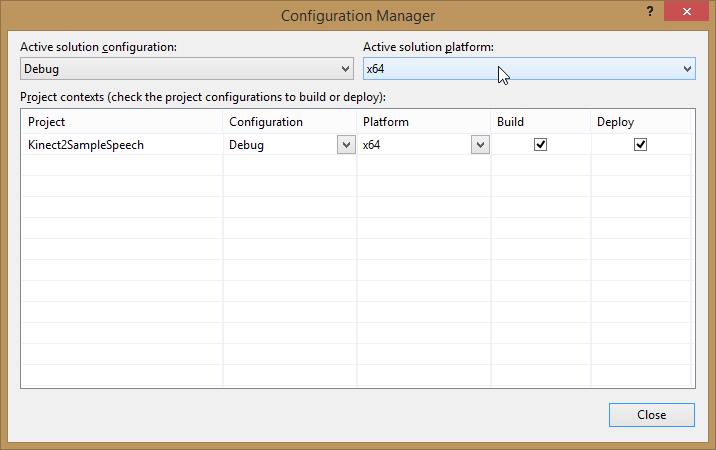 Configuration Manager
?
Active solution configuration: Active solution platform:
Debug x64
Project contexts (check the project configurations to build or deploy):
Project Configuration Platform Build Deploy
Kinect2SampleSpeech Debug x64
Close